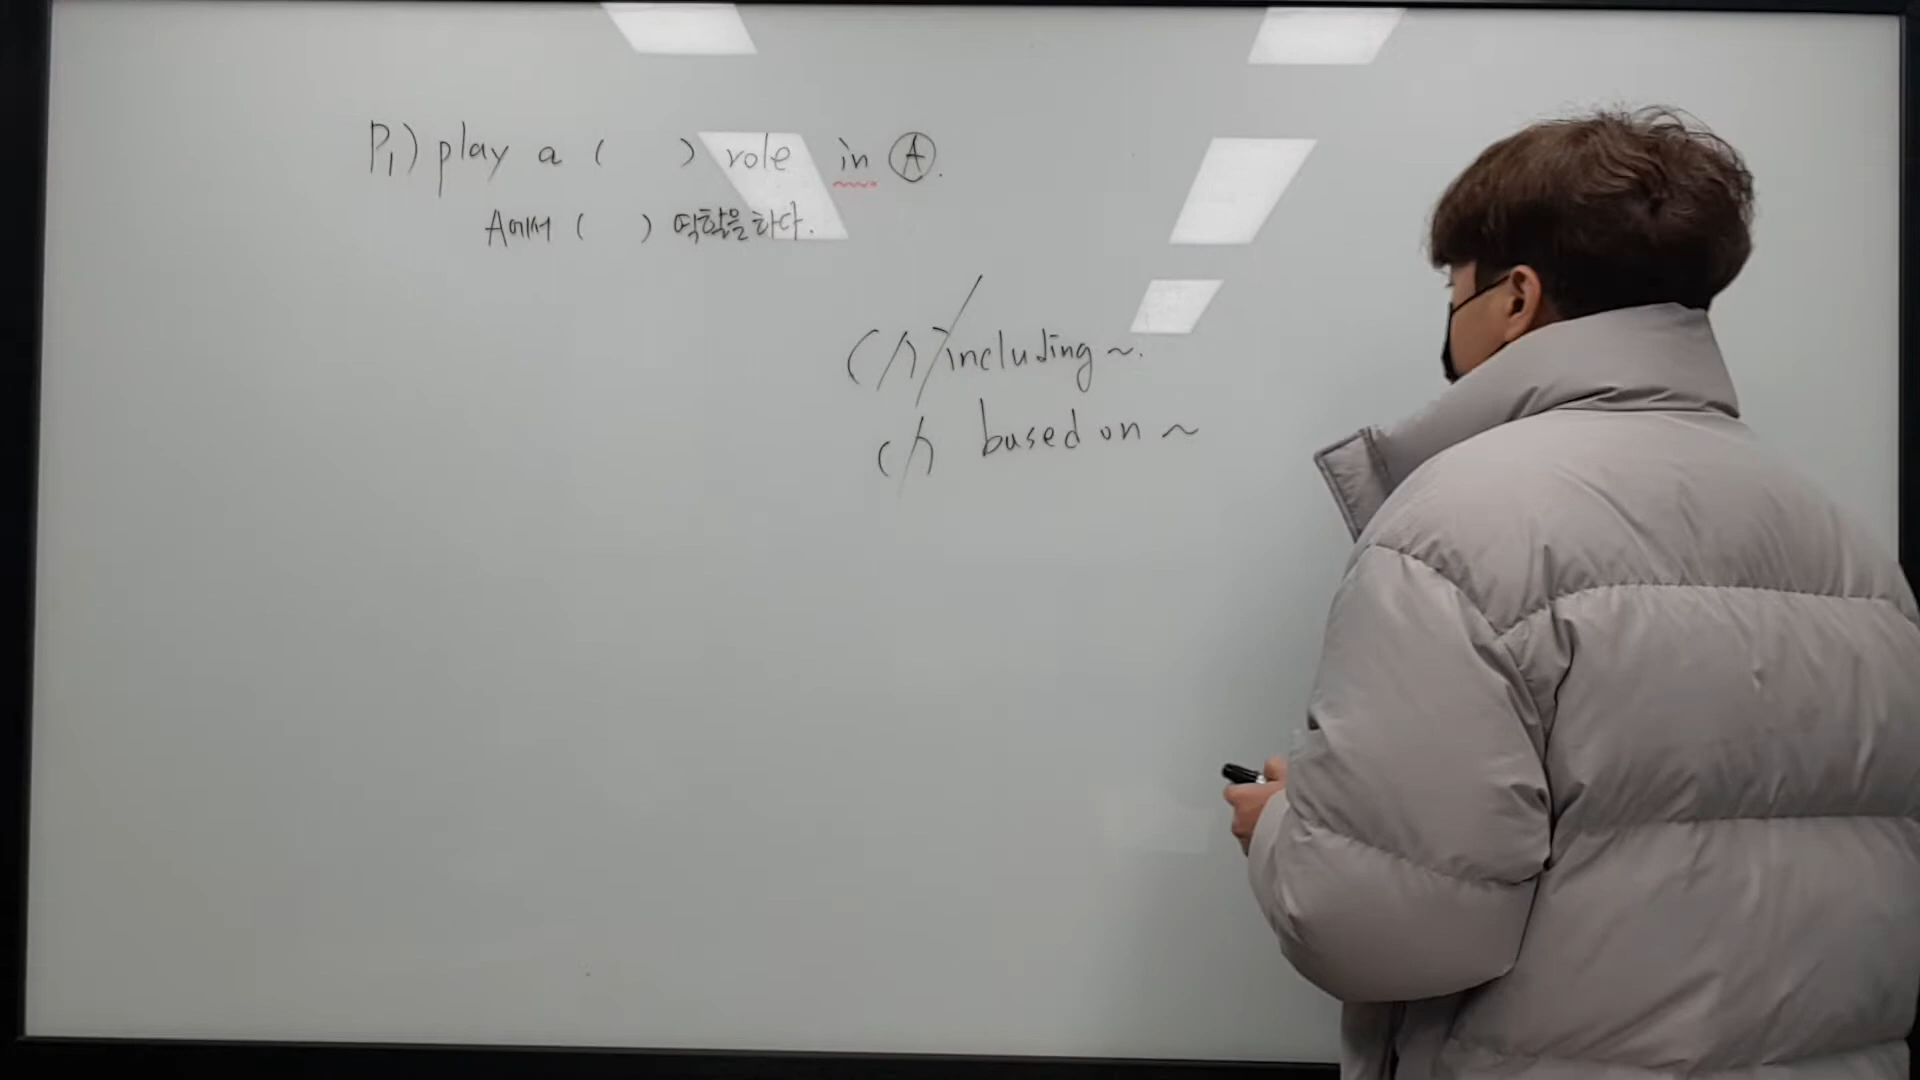 P1) play a (    ) role in Ⓐ.
A에서 (    ) 역할을 하다.
( / ) / including ~.
( / ) based on ~